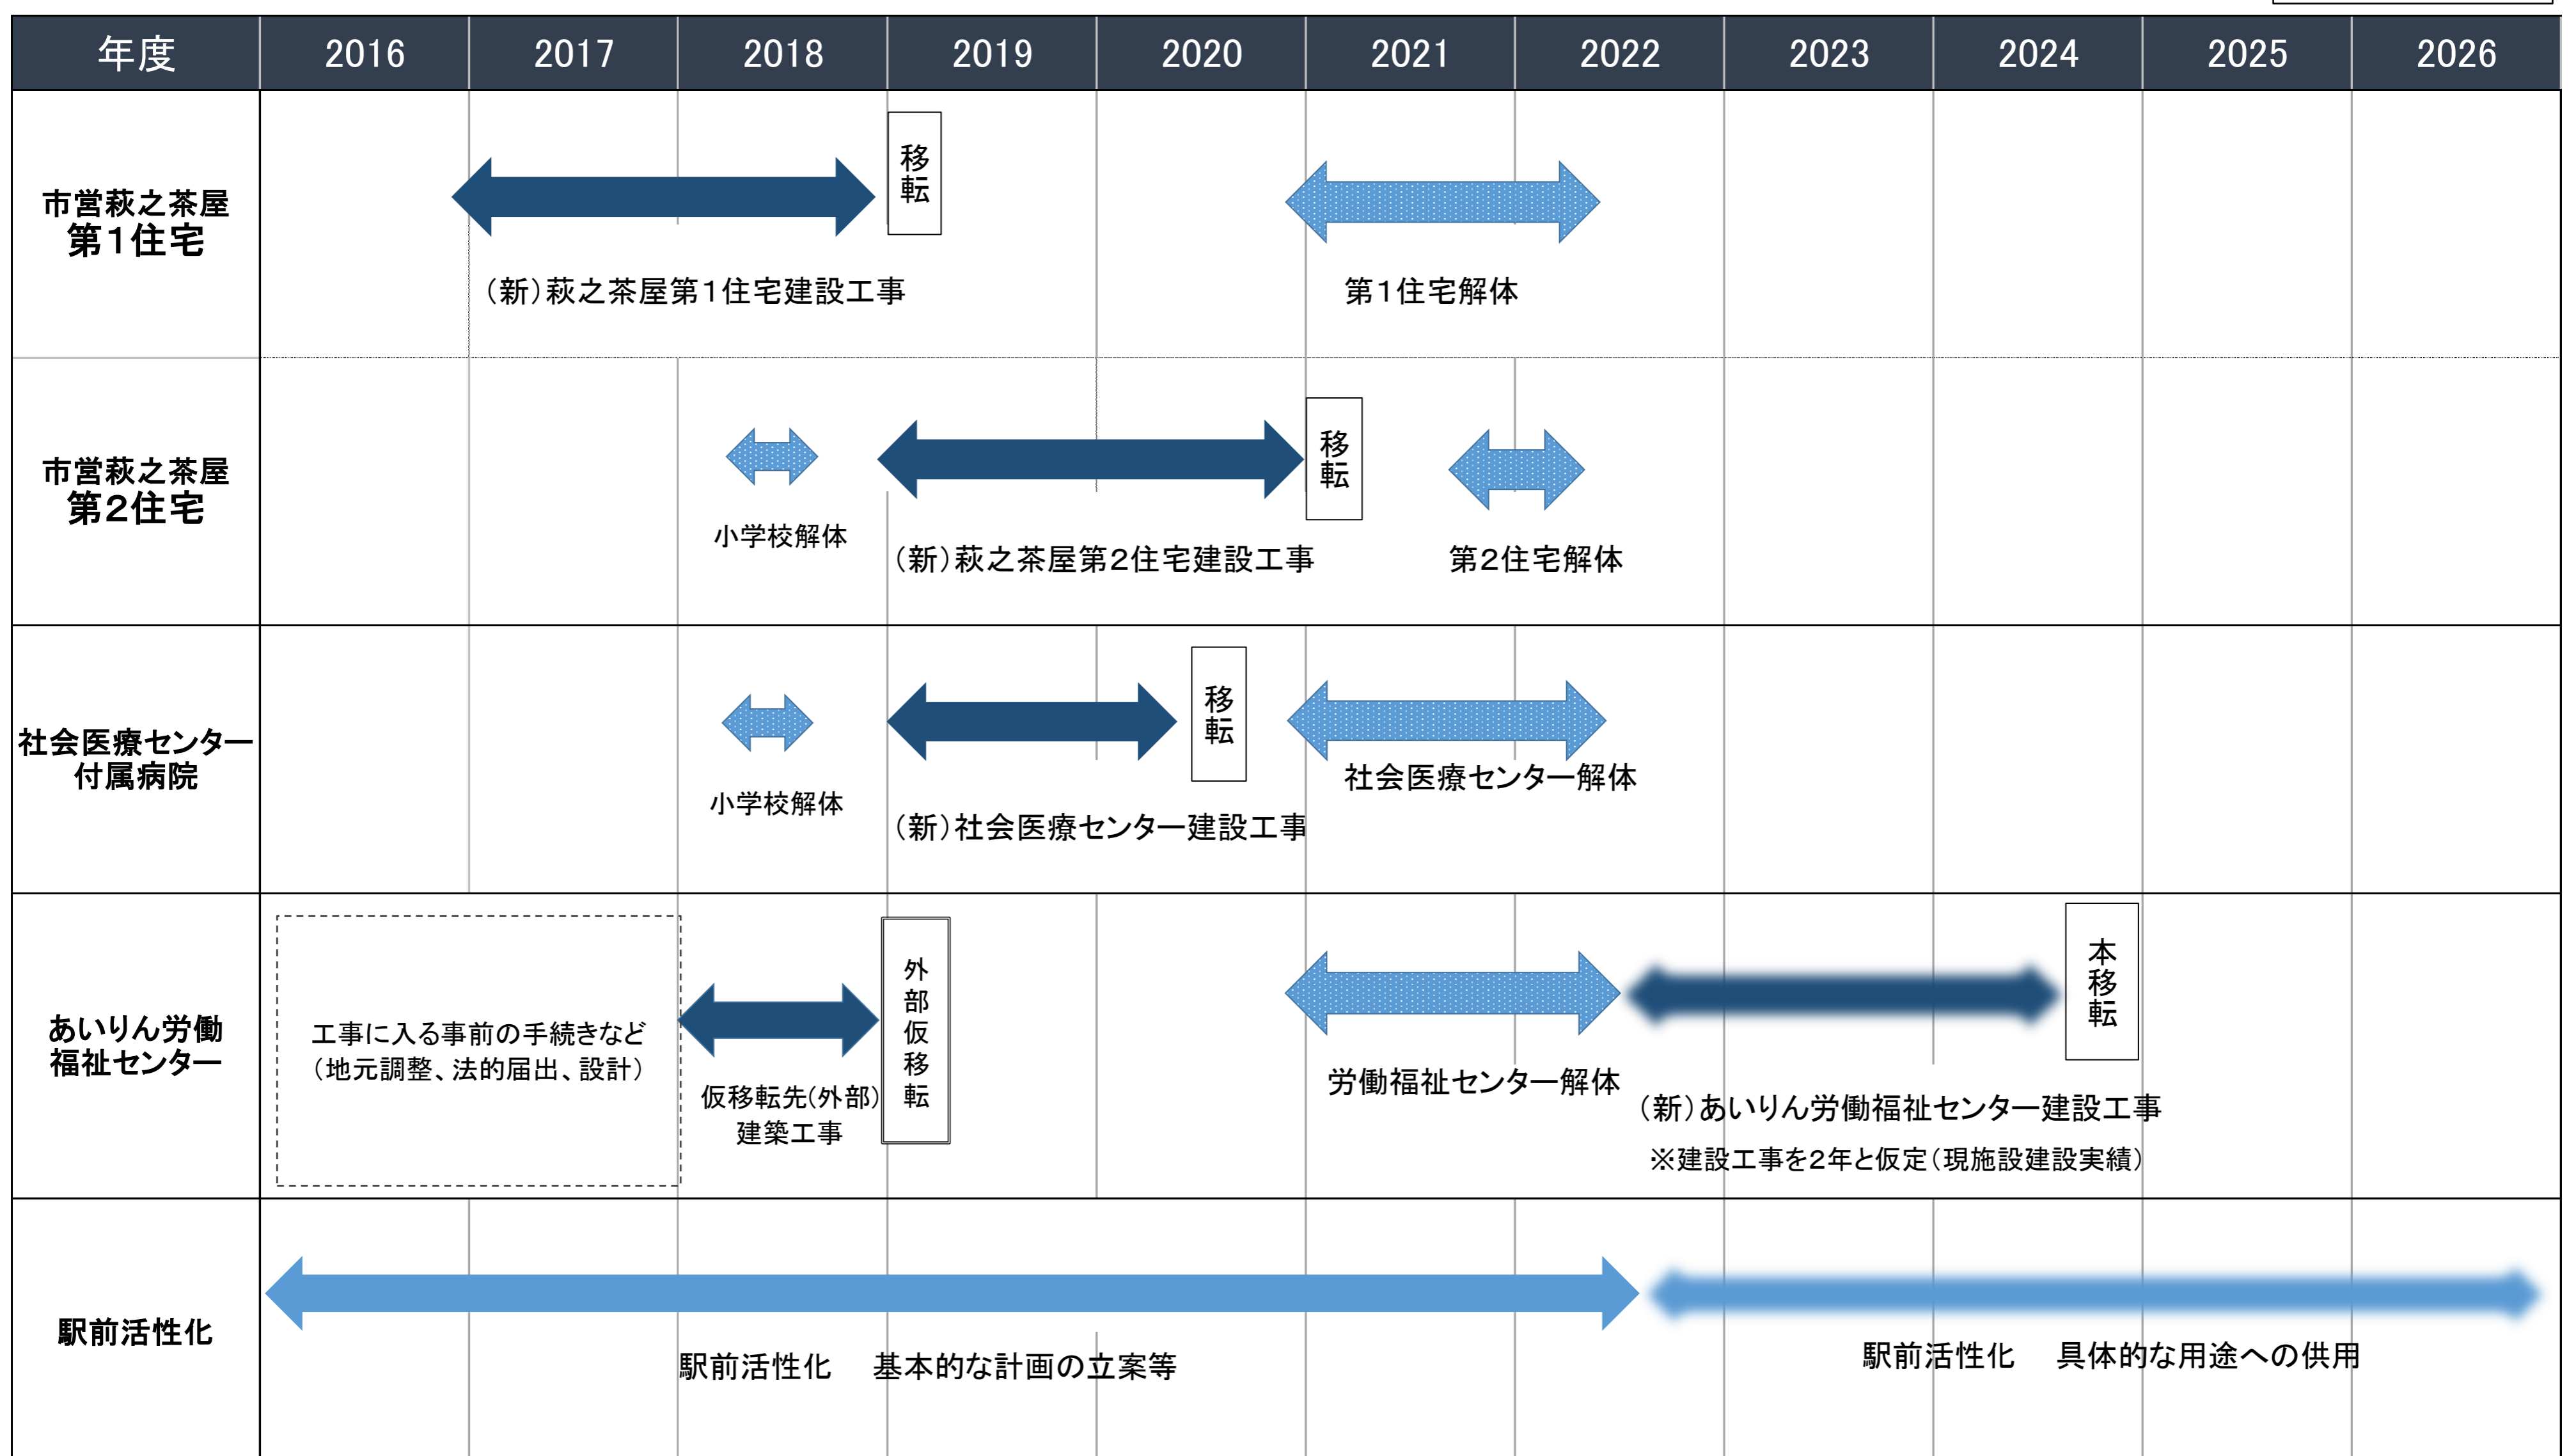 年度 2016 2017 2018 2019 2020 2021 2022 2023 2024 2025 2026
市営萩之茶屋
第1住宅
移転
（新）萩之茶屋第1住宅建設工事
第1住宅解体
市営萩之茶屋
第2住宅
小学校解体
（新）萩之茶屋第2住宅建設工事
移転
第2住宅解体
社会医療センター
付属病院
小学校解体
（新）社会医療センター建設工事
移転
社会医療センター解体
あいりん労働
福祉センター
工事に入る事前の手続きなど
（地元調整、法的届出、設計）
仮移転先(外部)
建築工事
外部仮移転
労働福祉センター解体
本移転
（新）あいりん労働福祉センター建設工事
※建設工事を2年と仮定（現施設建設実績）
駅前活性化
駅前活性化　基本的な計画の立案等
駅前活性化　具体的な用途への供用